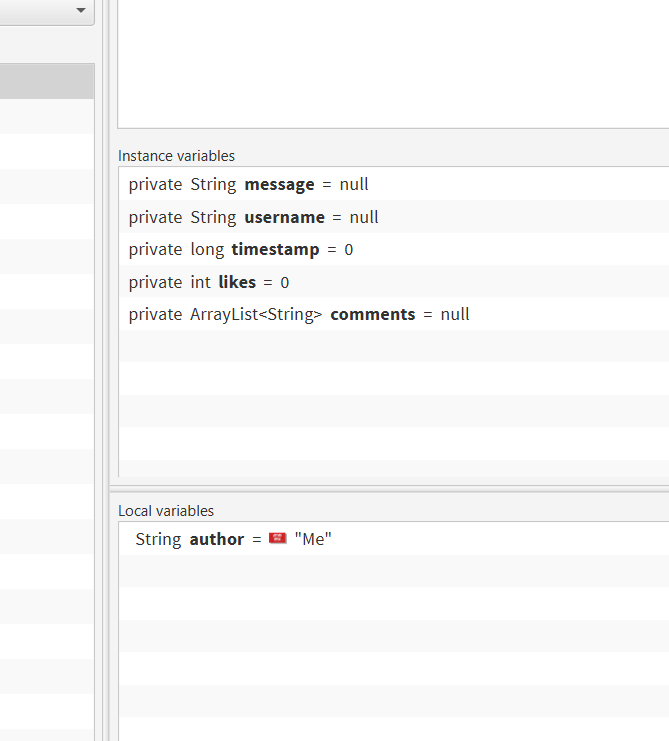 Instance variables
private String message = null
private String username = null
private long timestamp = 0
private int likes = 0
private ArrayList<String> comments = null
Local variables
String author = "Me"